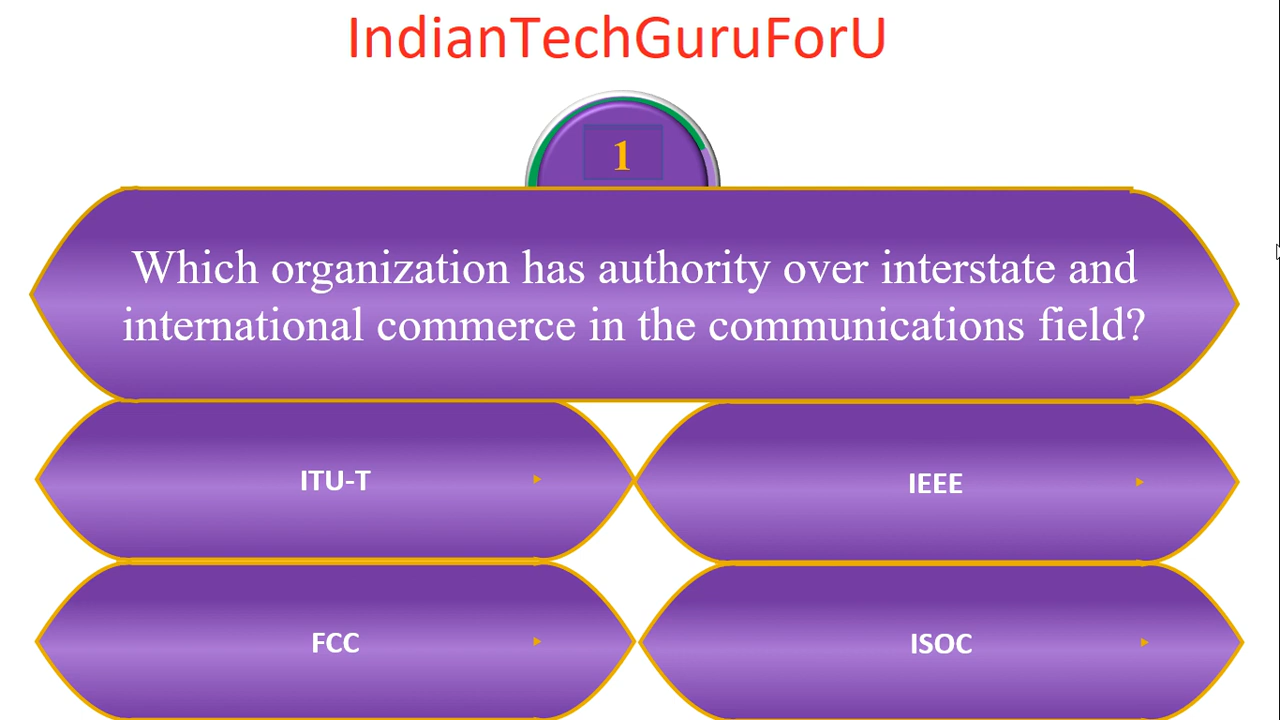 IndianTechGuruForU
1
Which organization has authority over interstate and
international commerce in the communications field?
ITU-T
IEEE
FCC
ISOC